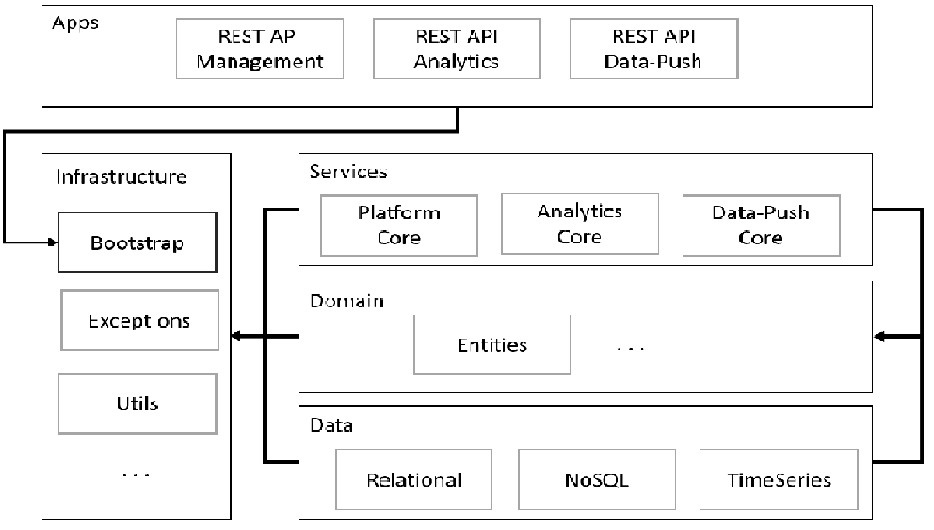 Apps
REST AP
Management
REST API
Analytics
REST API
Data-Push
Infrastructure
Bootstrap
Except ons
Utils
...
Services
Platform
Core
Analytics
Core
Data-Push
Core
Domain
Entities
...
Data
Relational
NoSQL
TimeSeries